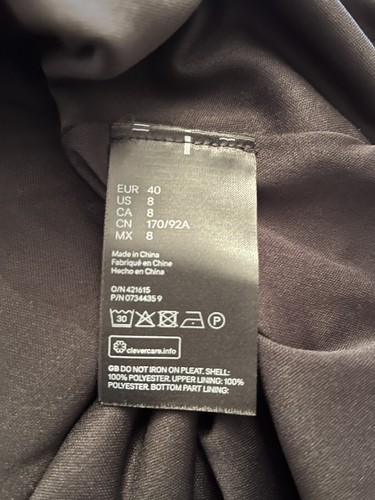 EUR 40
US 8
CA 8
CN 170/92A
MX 8
Made in China
Fabriqué en Chine
Hecho en China
O/N 421615
P/N 0734435 9
30 P
clevercare.info
GB DO NOT IRON ON PLEAT. SHELL:
100% POLYESTER. UPPER LINING: 100%
POLYESTER. BOTTOM PART LINING: